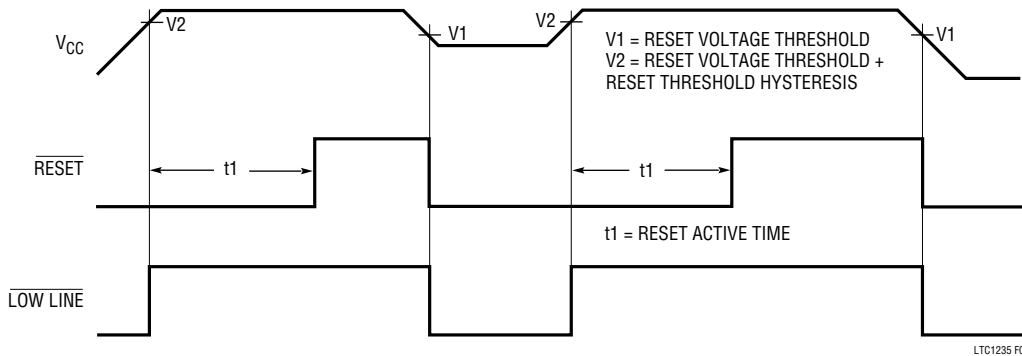 V2
V1
V2
V1
VCC
V1 = RESET VOLTAGE THRESHOLD
V2 = RESET VOLTAGE THRESHOLD +
RESET THRESHOLD HYSTERESIS
RESET
t1
t1
t1 = RESET ACTIVE TIME
LOW LINE
LTC1235